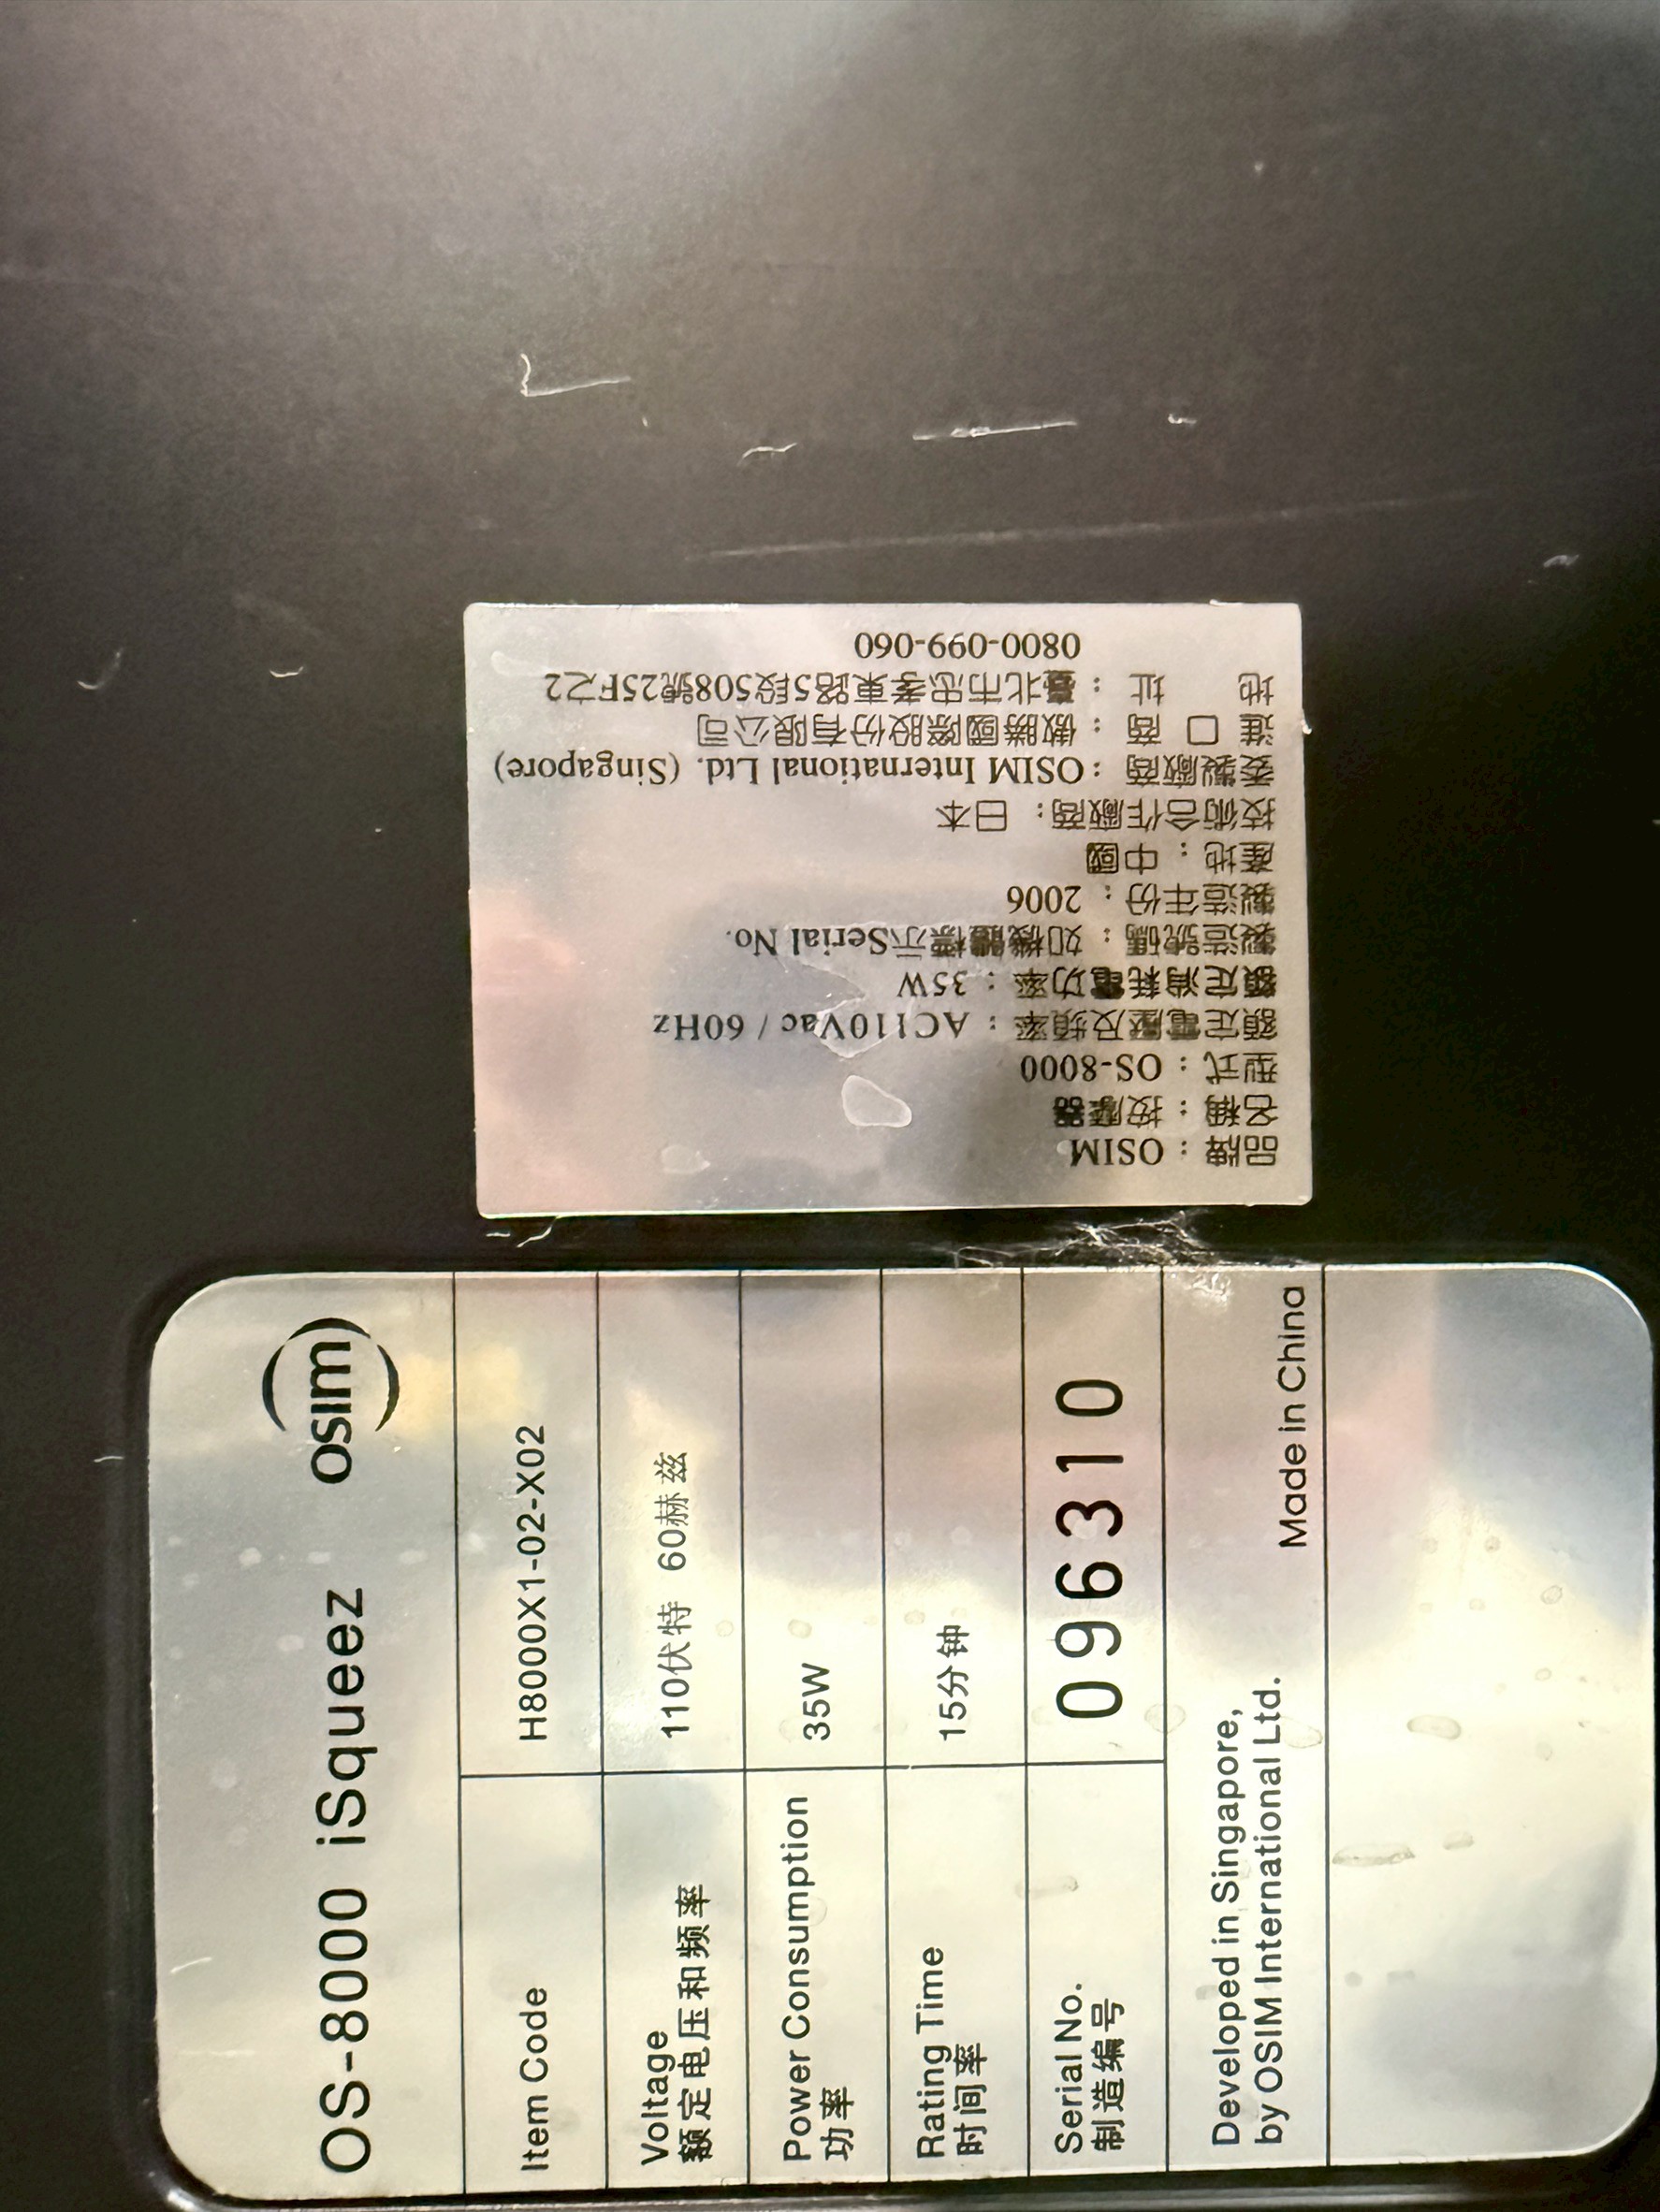 品牌：OSIM
名稱：按摩器
型式：OS-8000
額定電壓及頻率：AC110Vac / 60Hz
額定消耗電功率：35W
製造號碼：如機體標示Serial No.
製造年份：2006
產地：中國
技術合作廠商：日本
委製廠商：OSIM International Ltd. (Singapore)
進口商：傲勝國際股份有限公司
地址：臺北市忠孝東路5段508號25F之2
0800-099-060
OS-8000 iSqueez osim
Item Code H8000X1-02-X02
Voltage
额定电压和频率 110伏特 60赫兹
Power Consumption
功率 35W
Rating Time
时间率 15分钟
Serial No.
制造编号 096310
Developed in Singapore,
by OSIM International Ltd. Made in China